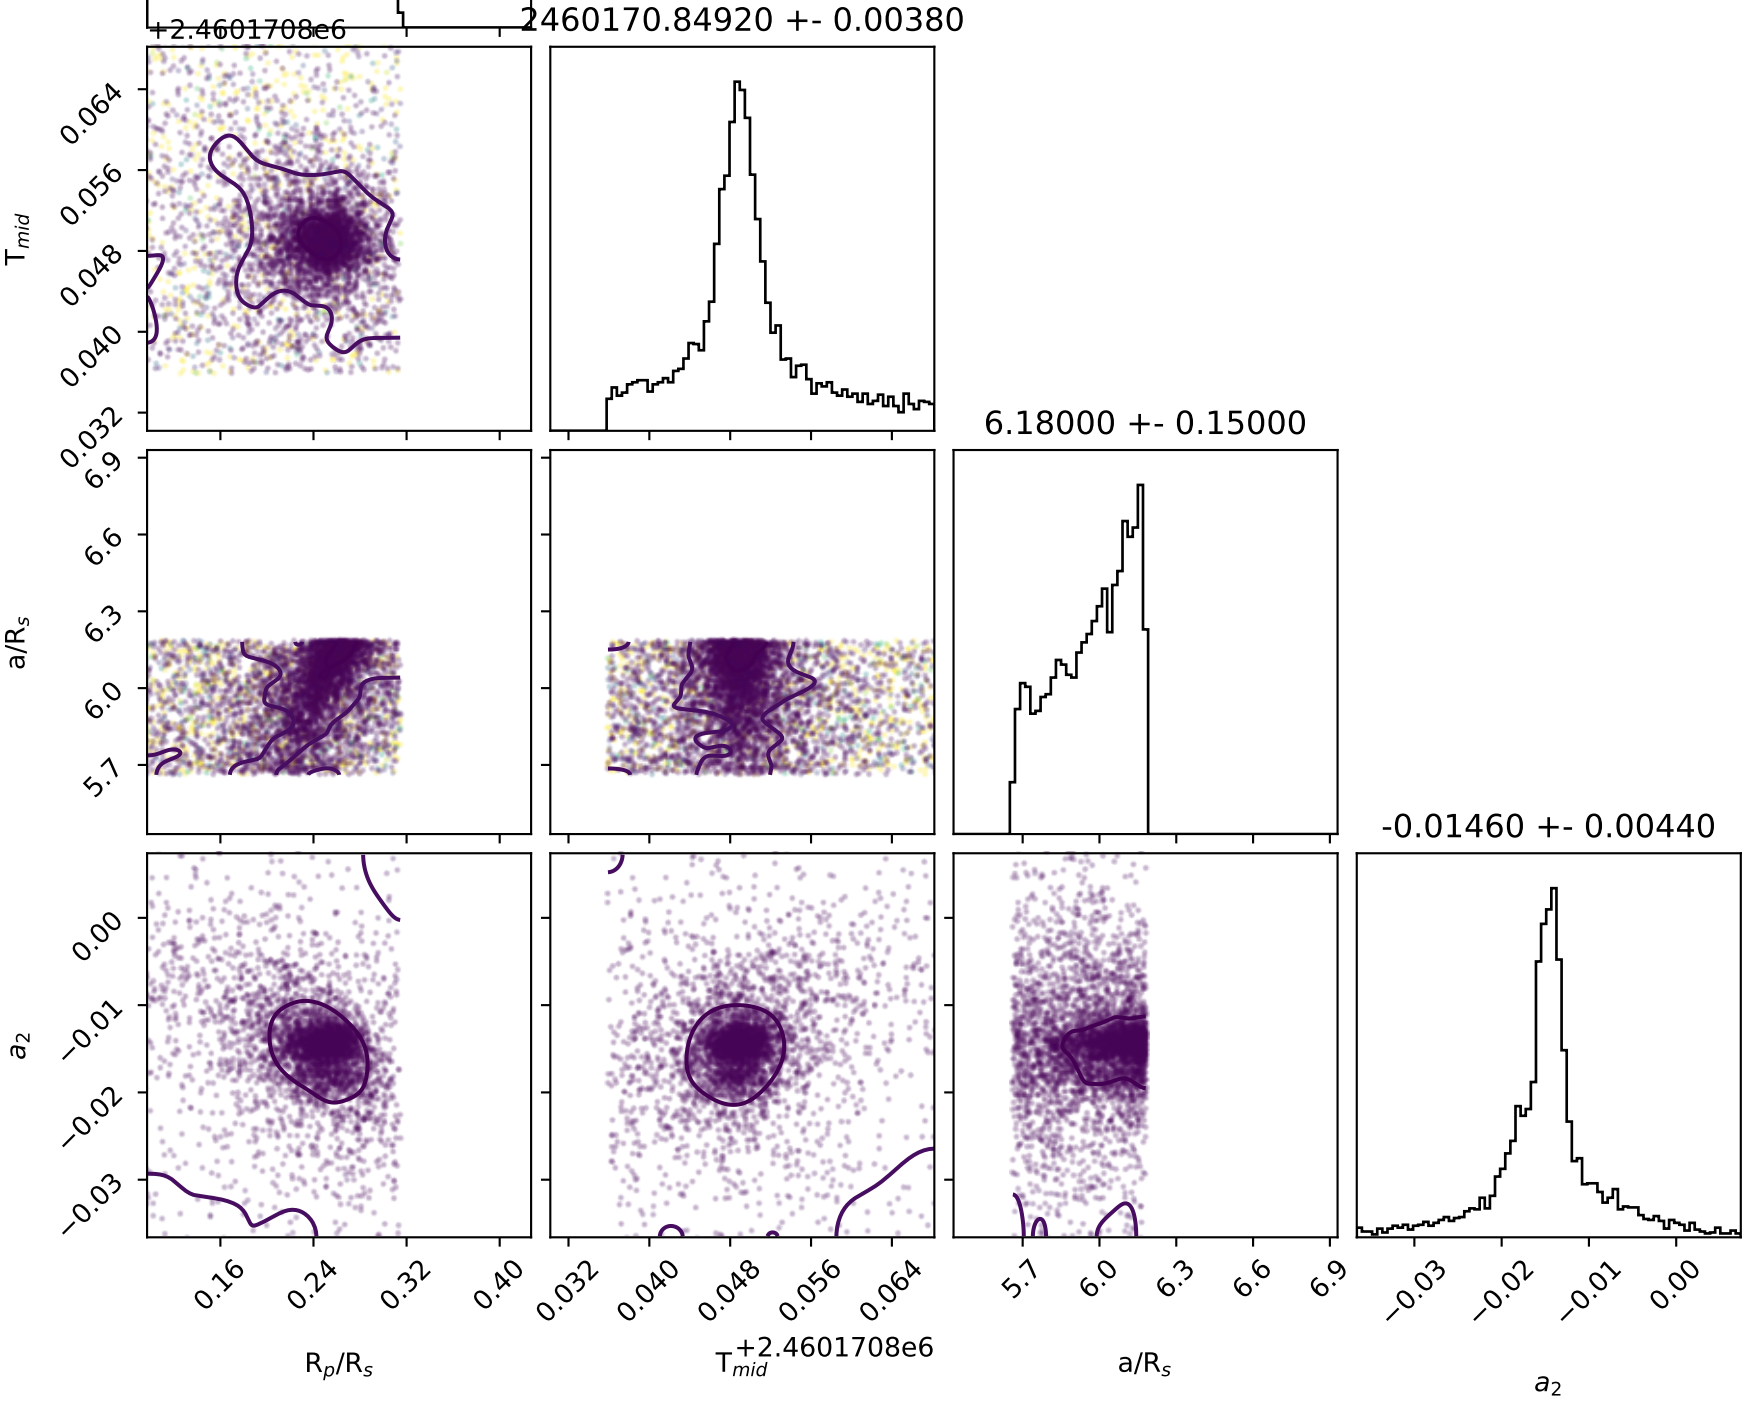 +2.4601708e6
2460170.84920 +- 0.00380
0.064
0.056
0.048
0.040
0.032
T_mid
6.18000 +- 0.15000
6.9
6.6
6.3
6.0
5.7
a/R_s
-0.01460 +- 0.00440
0.00
−0.01
−0.02
−0.03
a_2
0.16 0.24 0.32 0.40
0.032 0.040 0.048 0.056 0.064
5.7 6.0 6.3 6.6 6.9
−0.03 −0.02 −0.01 0.00
+2.4601708e6
R_p/R_s
T_mid
a/R_s
a_2